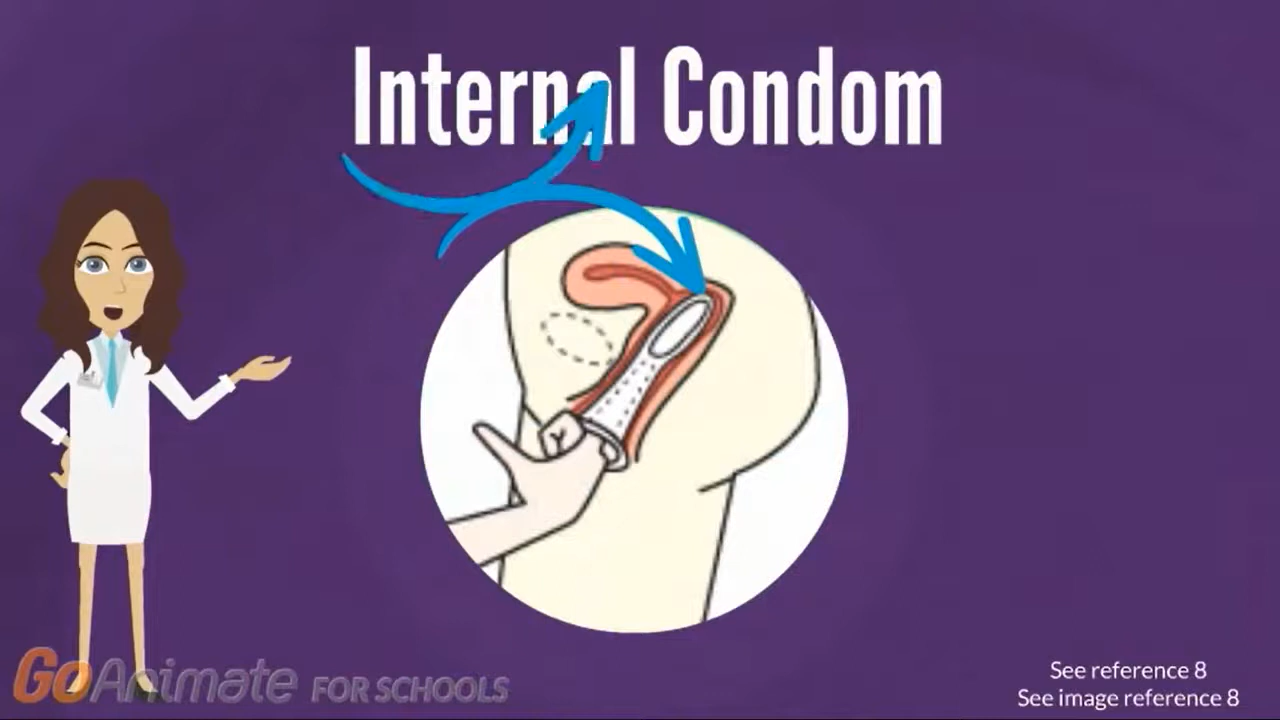 Internal Condom
See reference 8
See image reference 8
GoAnimate FOR SCHOOLS